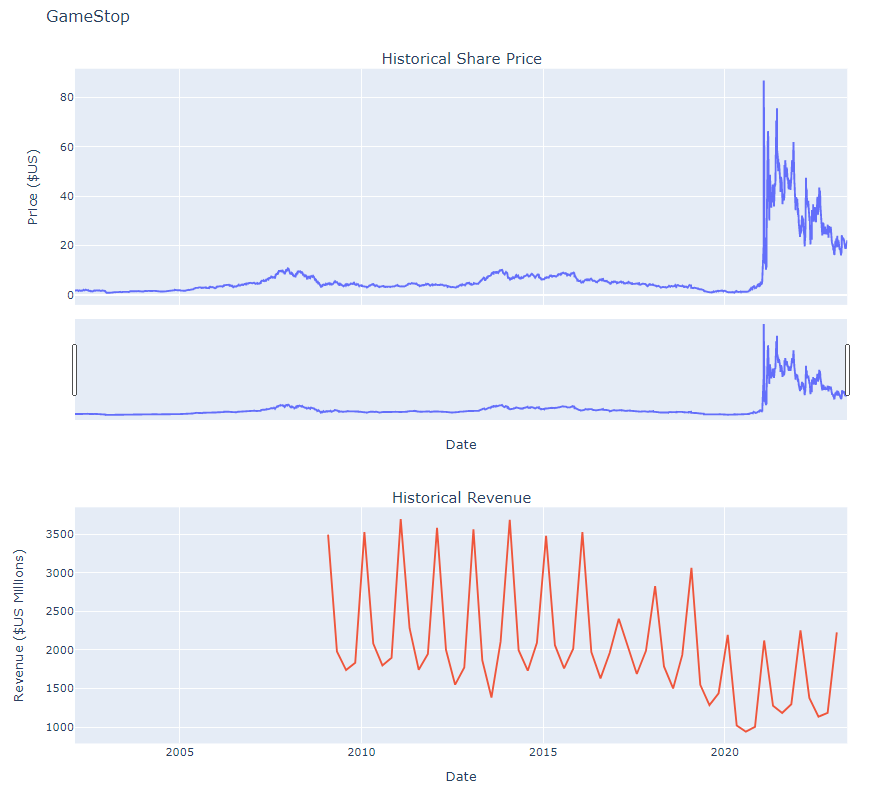 GameStop
Historical Share Price
Price ($US)
80
60
40
20
0
Date
Historical Revenue
Revenue ($US Millions)
3500
3000
2500
2000
1500
1000
2005
2010
2015
2020
Date